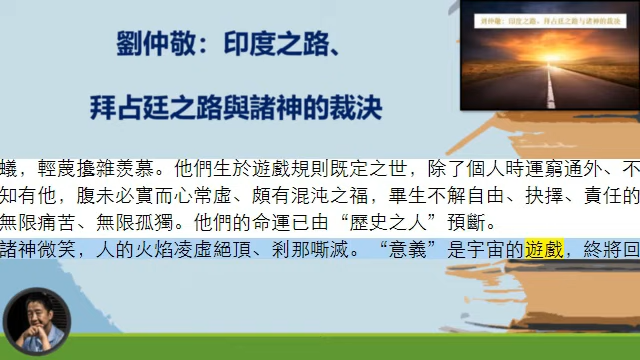 劉仲敬：印度之路、
拜占廷之路與諸神的裁決
劉仲敬：印度之路、拜占廷之路与諸神的裁決
蟻，輕蔑攙雜羨慕。他們生於遊戲規則既定之世，除了個人時運窮通外、不
知有他，腹未必實而心常虛、頗有混沌之福，畢生不解自由、抉擇、責任的
無限痛苦、無限孤獨。他們的命運已由“歷史之人”預斷。
諸神微笑，人的火焰凌虛絕頂、剎那嘶滅。“意義”是宇宙的遊戲，終將回